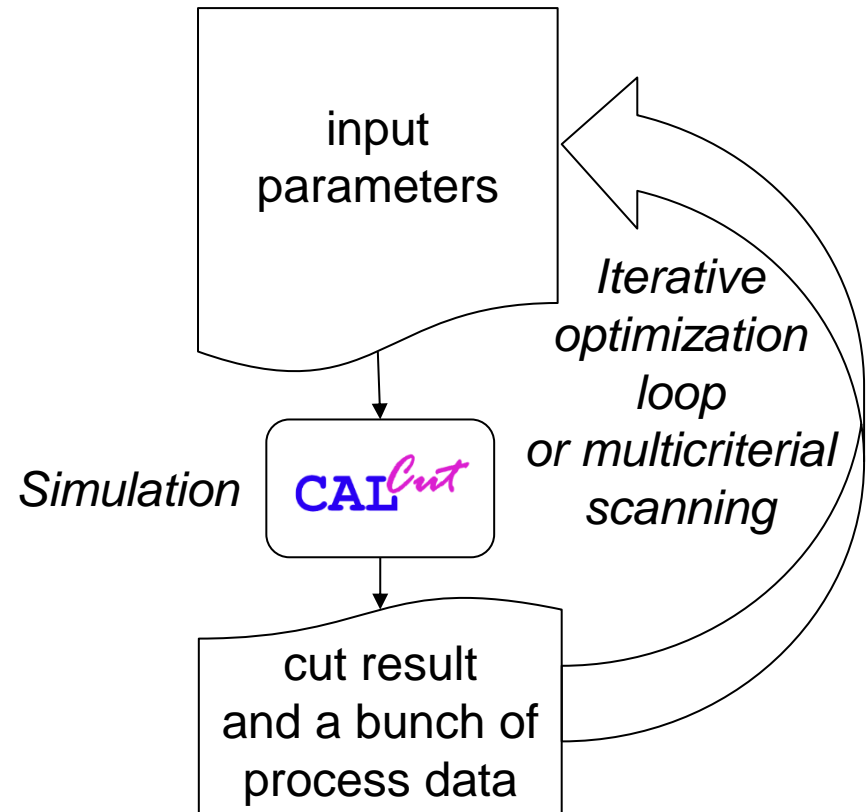 input
parameters
Iterative
optimization
loop
or multicriterial
scanning
Simulation
CALCut
cut result
and a bunch of
process data